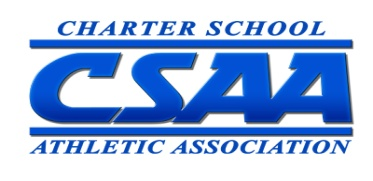 CHARTER SCHOOL
CSAA
ATHLETIC ASSOCIATION